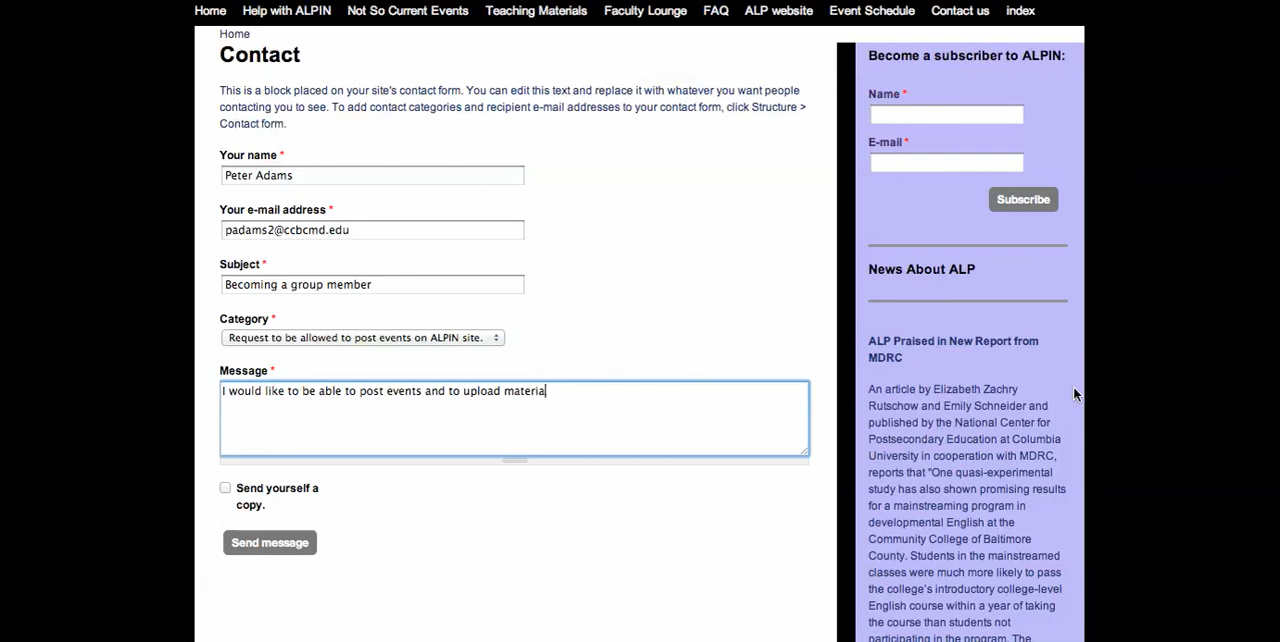 Home Help with ALPIN Not So Current Events Teaching Materials Faculty Lounge FAQ ALP website Event Schedule Contact us index
Home
Contact
This is a block placed on your site's contact form. You can edit this text and replace it with whatever you want people
contacting you to see. To add contact categories and recipient e-mail addresses to your contact form, click Structure >
Contact form.
Your name *
Peter Adams
Your e-mail address *
padams2@ccbcmd.edu
Subject *
Becoming a group member
Category *
Request to be allowed to post events on ALPIN site.
Message *
I would like to be able to post events and to upload materia
Send yourself a
copy.
Send message
Become a subscriber to ALPIN:
Name *
E-mail *
Subscribe
News About ALP
ALP Praised in New Report from
MDRC
An article by Elizabeth Zachry
Rutschow and Emily Schneider and
published by the National Center for
Postsecondary Education at Columbia
University in cooperation with MDRC,
reports that "One quasi-experimental
study has also shown promising results
for a mainstreaming program in
developmental English at the
Community College of Baltimore
County. Students in the mainstreamed
classes were much more likely to pass
the college's introductory college-level
English course within a year of taking
the course than students not
participating in the program. The